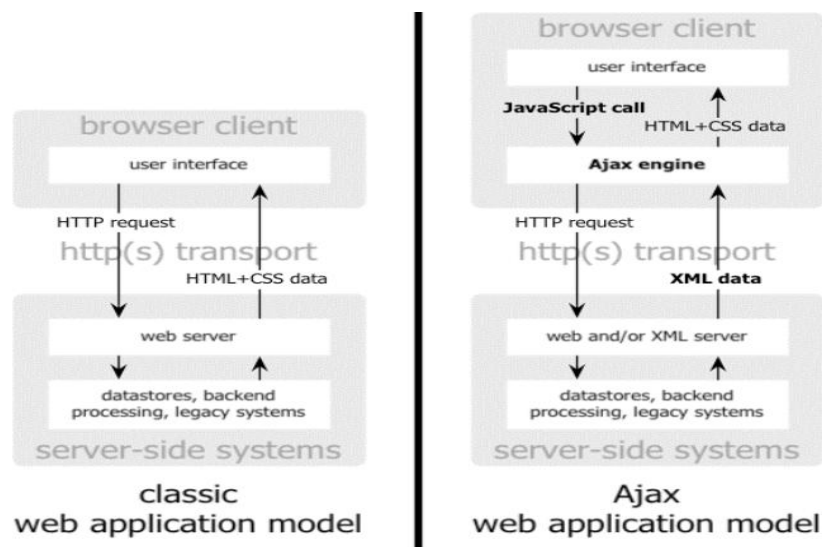 browser client
user interface
HTTP request
http(s) transport
HTML+CSS data
web server
datastores, backend
processing, legacy systems
server-side systems
classic
web application model
browser client
user interface
JavaScript call
HTML+CSS data
Ajax engine
HTTP request
http(s) transport
XML data
web and/or XML server
datastores, backend
processing, legacy systems
server-side systems
Ajax
web application model